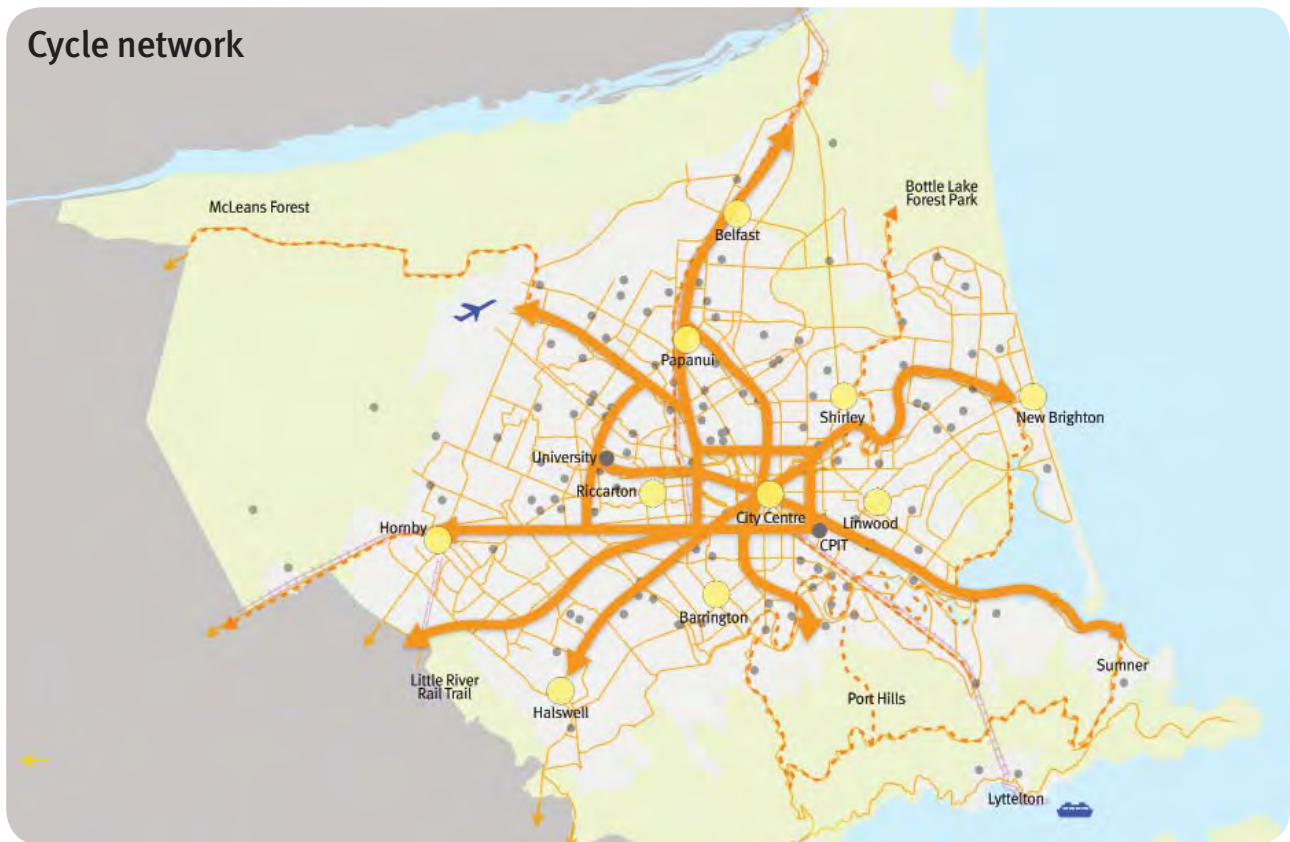 Cycle network
McLeans Forest
Bottle Lake
Forest Park
Belfast
Papanui
Shirley
New Brighton
University
Riccarton
City Centre
Linwood
Hornby
CPIT
Barrington
Sumner
Little River
Rail Trail
Port Hills
Halswell
Lyttelton